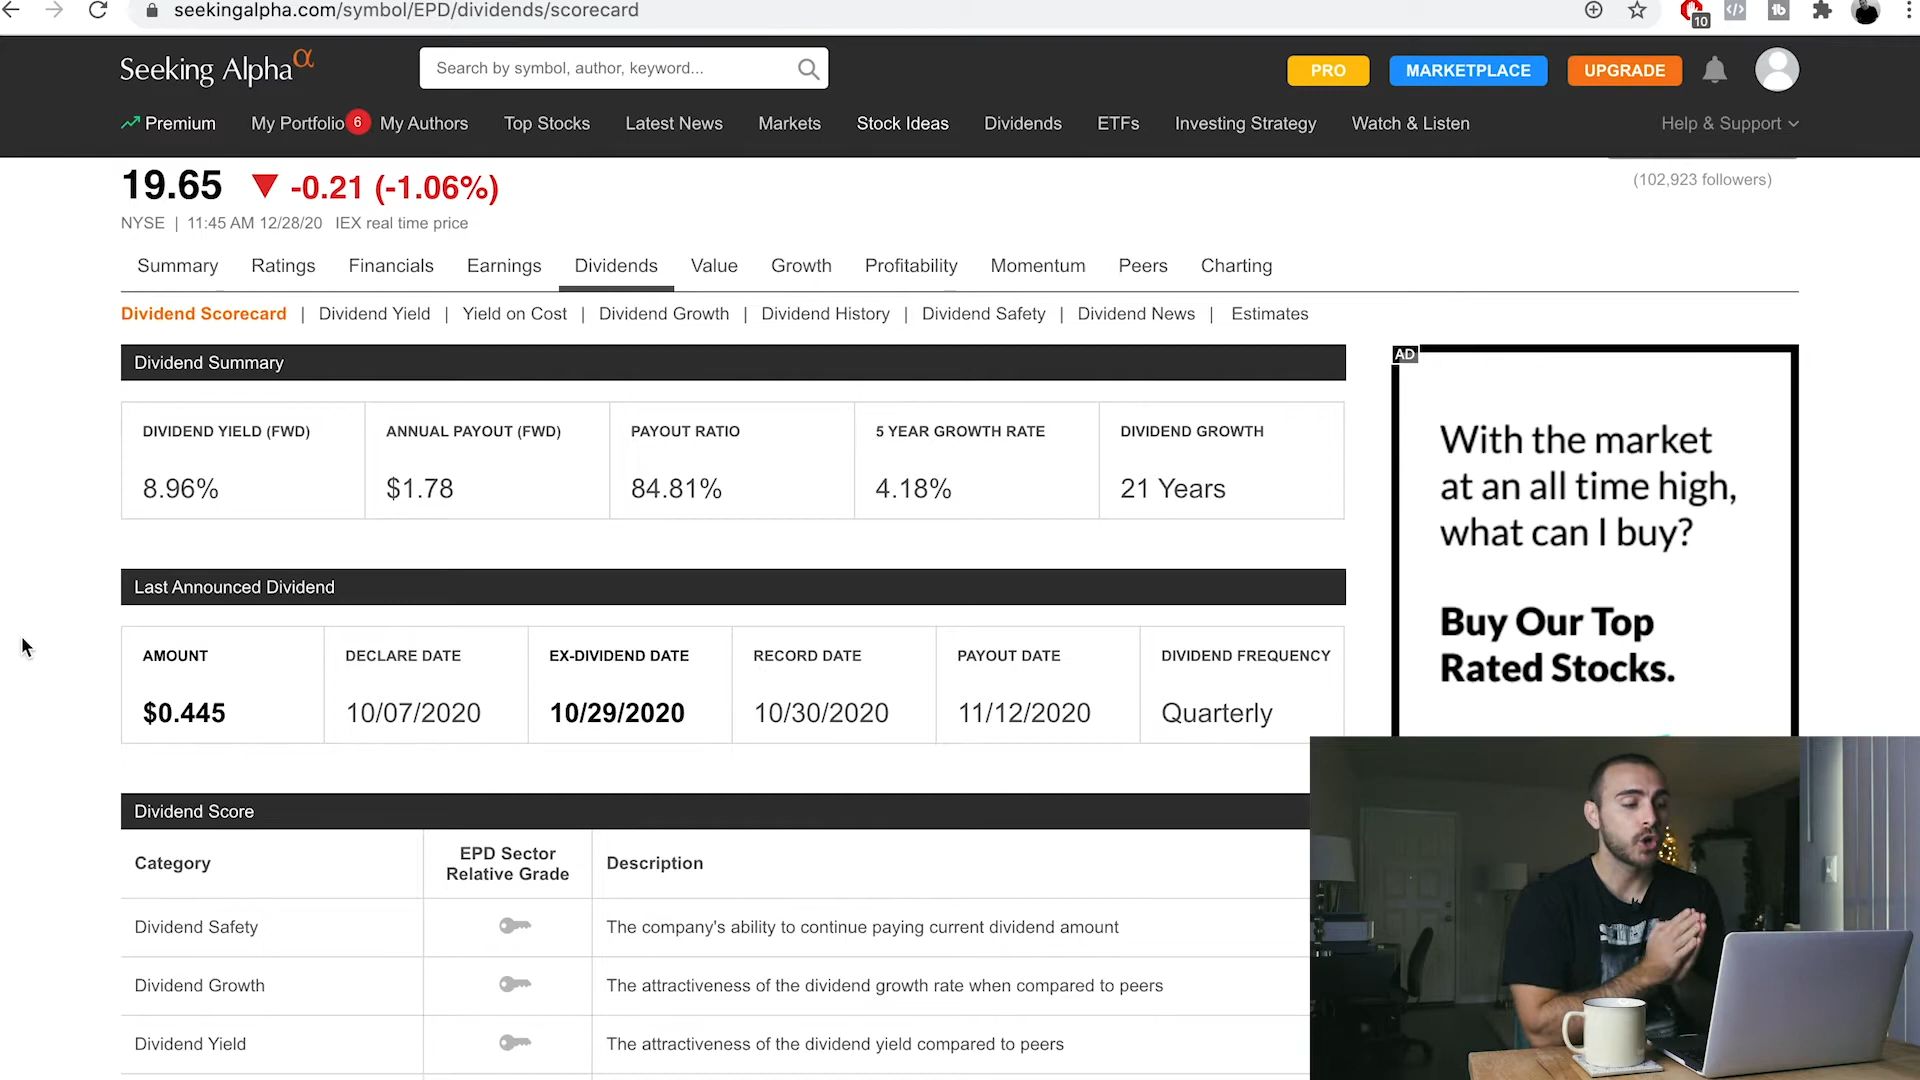 seekingalpha.com/symbol/EPD/dividends/scorecard
10
</>
tb
Seeking Alpha α
Search by symbol, author, keyword...
PRO
MARKETPLACE
UPGRADE
Premium
My Portfolio 6
My Authors
Top Stocks
Latest News
Markets
Stock Ideas
Dividends
ETFs
Investing Strategy
Watch & Listen
Help & Support
19.65 ▼ -0.21 (-1.06%)
(102,923 followers)
NYSE | 11:45 AM 12/28/20 IEX real time price
Summary Ratings Financials Earnings Dividends Value Growth Profitability Momentum Peers Charting
Dividend Scorecard | Dividend Yield | Yield on Cost | Dividend Growth | Dividend History | Dividend Safety | Dividend News | Estimates
Dividend Summary
DIVIDEND YIELD (FWD) ANNUAL PAYOUT (FWD) PAYOUT RATIO 5 YEAR GROWTH RATE DIVIDEND GROWTH
8.96% $1.78 84.81% 4.18% 21 Years
Last Announced Dividend
AMOUNT DECLARE DATE EX-DIVIDEND DATE RECORD DATE PAYOUT DATE DIVIDEND FREQUENCY
$0.445 10/07/2020 10/29/2020 10/30/2020 11/12/2020 Quarterly
Dividend Score
Category EPD Sector Relative Grade Description
Dividend Safety The company's ability to continue paying current dividend amount
Dividend Growth The attractiveness of the dividend growth rate when compared to peers
Dividend Yield The attractiveness of the dividend yield compared to peers
AD
With the market
at an all time high,
what can I buy?
Buy Our Top
Rated Stocks.